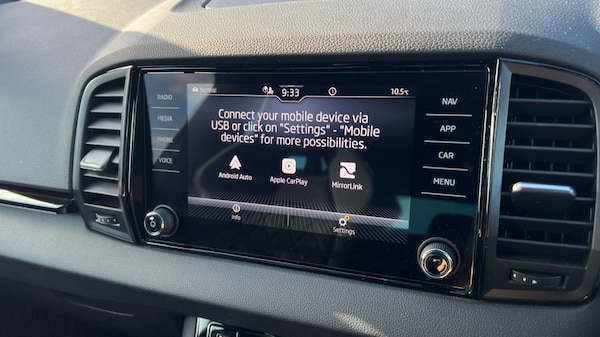 Normal 9:33 10.5°C
RADIO
MEDIA
PHONE
VOICE
Connect your mobile device via
USB or click on "Settings" - "Mobile
devices" for more possibilities.
Android Auto Apple CarPlay MirrorLink
Info Settings
NAV
APP
CAR
MENU